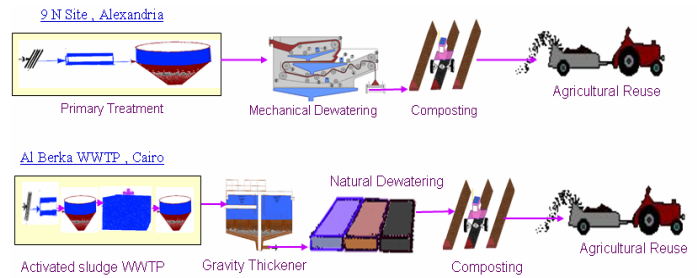 9 N Site , Alexandria
Primary Treatment
Mechanical Dewatering
Composting
Agricultural Reuse
Al Berka WWTP , Cairo
Natural Dewatering
Activated sludge WWTP
Gravity Thickener
Composting
Agricultural Reuse